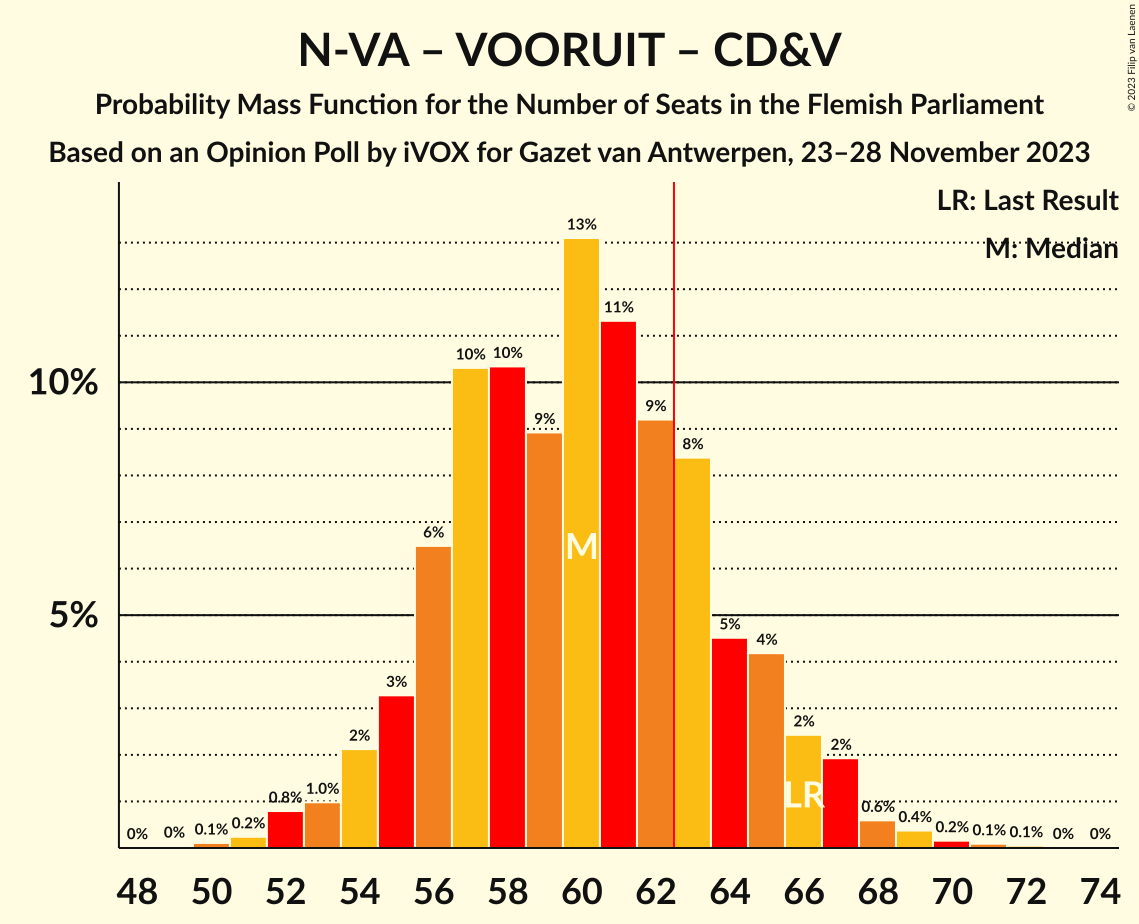 N-VA – VOORUIT – CD&V
Probability Mass Function for the Number of Seats in the Flemish Parliament
Based on an Opinion Poll by iVOX for Gazet van Antwerpen, 23–28 November 2023
© 2023 Filip van Laenen
LR: Last Result
M: Median
10%
5%
0% 0% 0.1% 0.2% 0.8% 1.0% 2% 3% 6% 10% 10% 9% 13% 11% 9% 8% 5% 4% 2% 2% 0.6% 0.4% 0.2% 0.1% 0.1% 0% 0%
M
LR
48 50 52 54 56 58 60 62 64 66 68 70 72 74